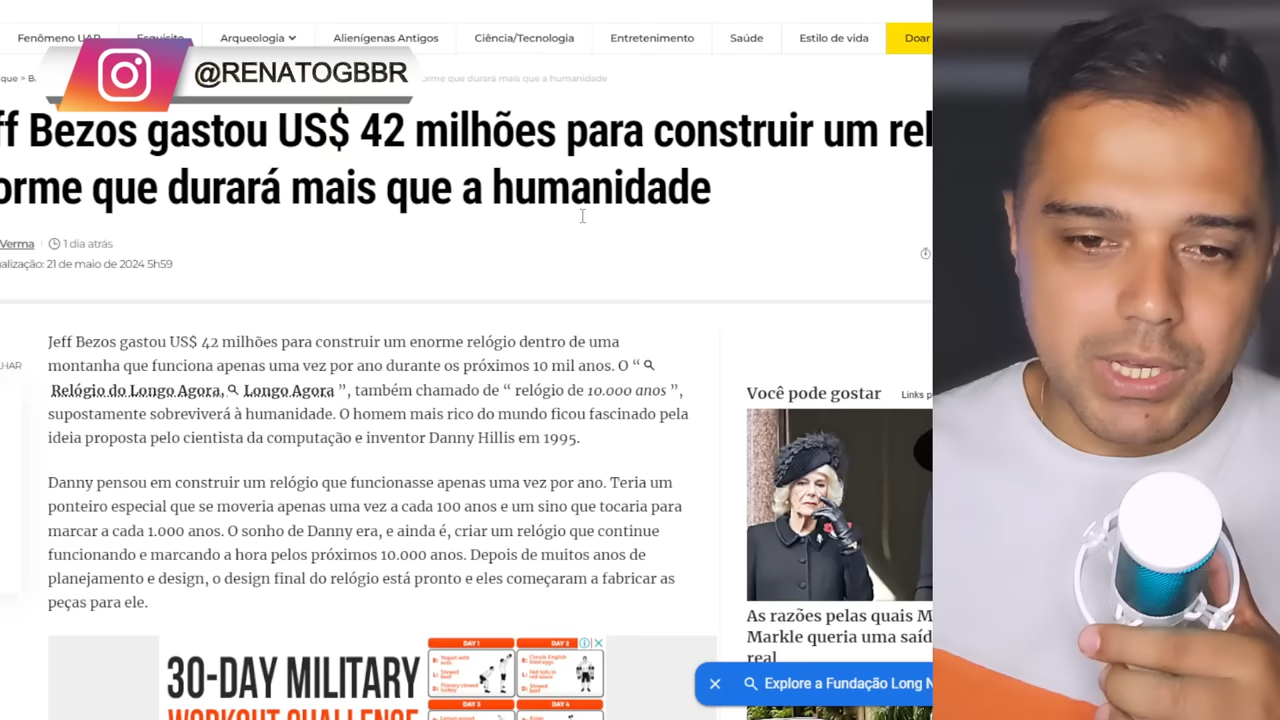 Fenômeno UAP
Esquisito
Arqueologia
Alienígenas Antigos
Ciência/Tecnologia
Entretenimento
Saúde
Estilo de vida
Doar
@RENATOGBBR
que > B
orme que durará mais que a humanidade
ff Bezos gastou US$ 42 milhões para construir um rel
orme que durará mais que a humanidade
Verma
1 dia atrás
ualização: 21 de maio de 2024 5h59
LHAR
Jeff Bezos gastou US$ 42 milhões para construir um enorme relógio dentro de uma
montanha que funciona apenas uma vez por ano durante os próximos 10 mil anos. O “
Relógio do Longo Agora, Longo Agora ”, também chamado de “ relógio de 10.000 anos ”,
supostamente sobreviverá à humanidade. O homem mais rico do mundo ficou fascinado pela
ideia proposta pelo cientista da computação e inventor Danny Hillis em 1995.
Danny pensou em construir um relógio que funcionasse apenas uma vez por ano. Teria um
ponteiro especial que se moveria apenas uma vez a cada 100 anos e um sino que tocaria para
marcar a cada 1.000 anos. O sonho de Danny era, e ainda é, criar um relógio que continue
funcionando e marcando a hora pelos próximos 10.000 anos. Depois de muitos anos de
planejamento e design, o design final do relógio está pronto e eles começaram a fabricar as
peças para ele.
Você pode gostar
Links p
As razões pelas quais M
Markle queria uma saíd
real
Explore a Fundação Long N
30-DAY MILITARY
WORKOUT CHALLENGE
DAY 1
DAY 2
DAY 3
DAY 4